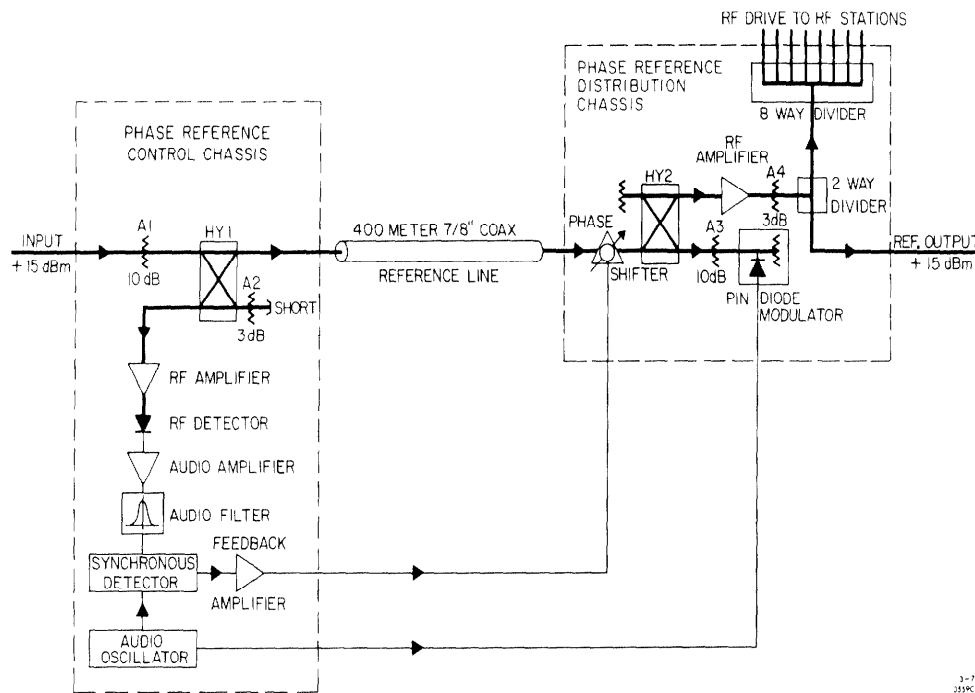 RF DRIVE TO RF STATIONS
PHASE REFERENCE
DISTRIBUTION
CHASSIS
8 WAY DIVIDER
PHASE REFERENCE
CONTROL CHASSIS
RF
AMPLIFIER
A4
3dB
2 WAY
DIVIDER
HY2
PHASE
SHIFTER
A3
10dB
PIN DIODE
MODULATOR
REF. OUTPUT
+15 dBm
INPUT
+15 dBm
A1
10dB
HY1
A2
3dB
SHORT
400 METER 7/8" COAX
REFERENCE LINE
RF AMPLIFIER
RF DETECTOR
AUDIO AMPLIFIER
AUDIO FILTER
SYNCHRONOUS
DETECTOR
FEEDBACK
AMPLIFIER
AUDIO
OSCILLATOR